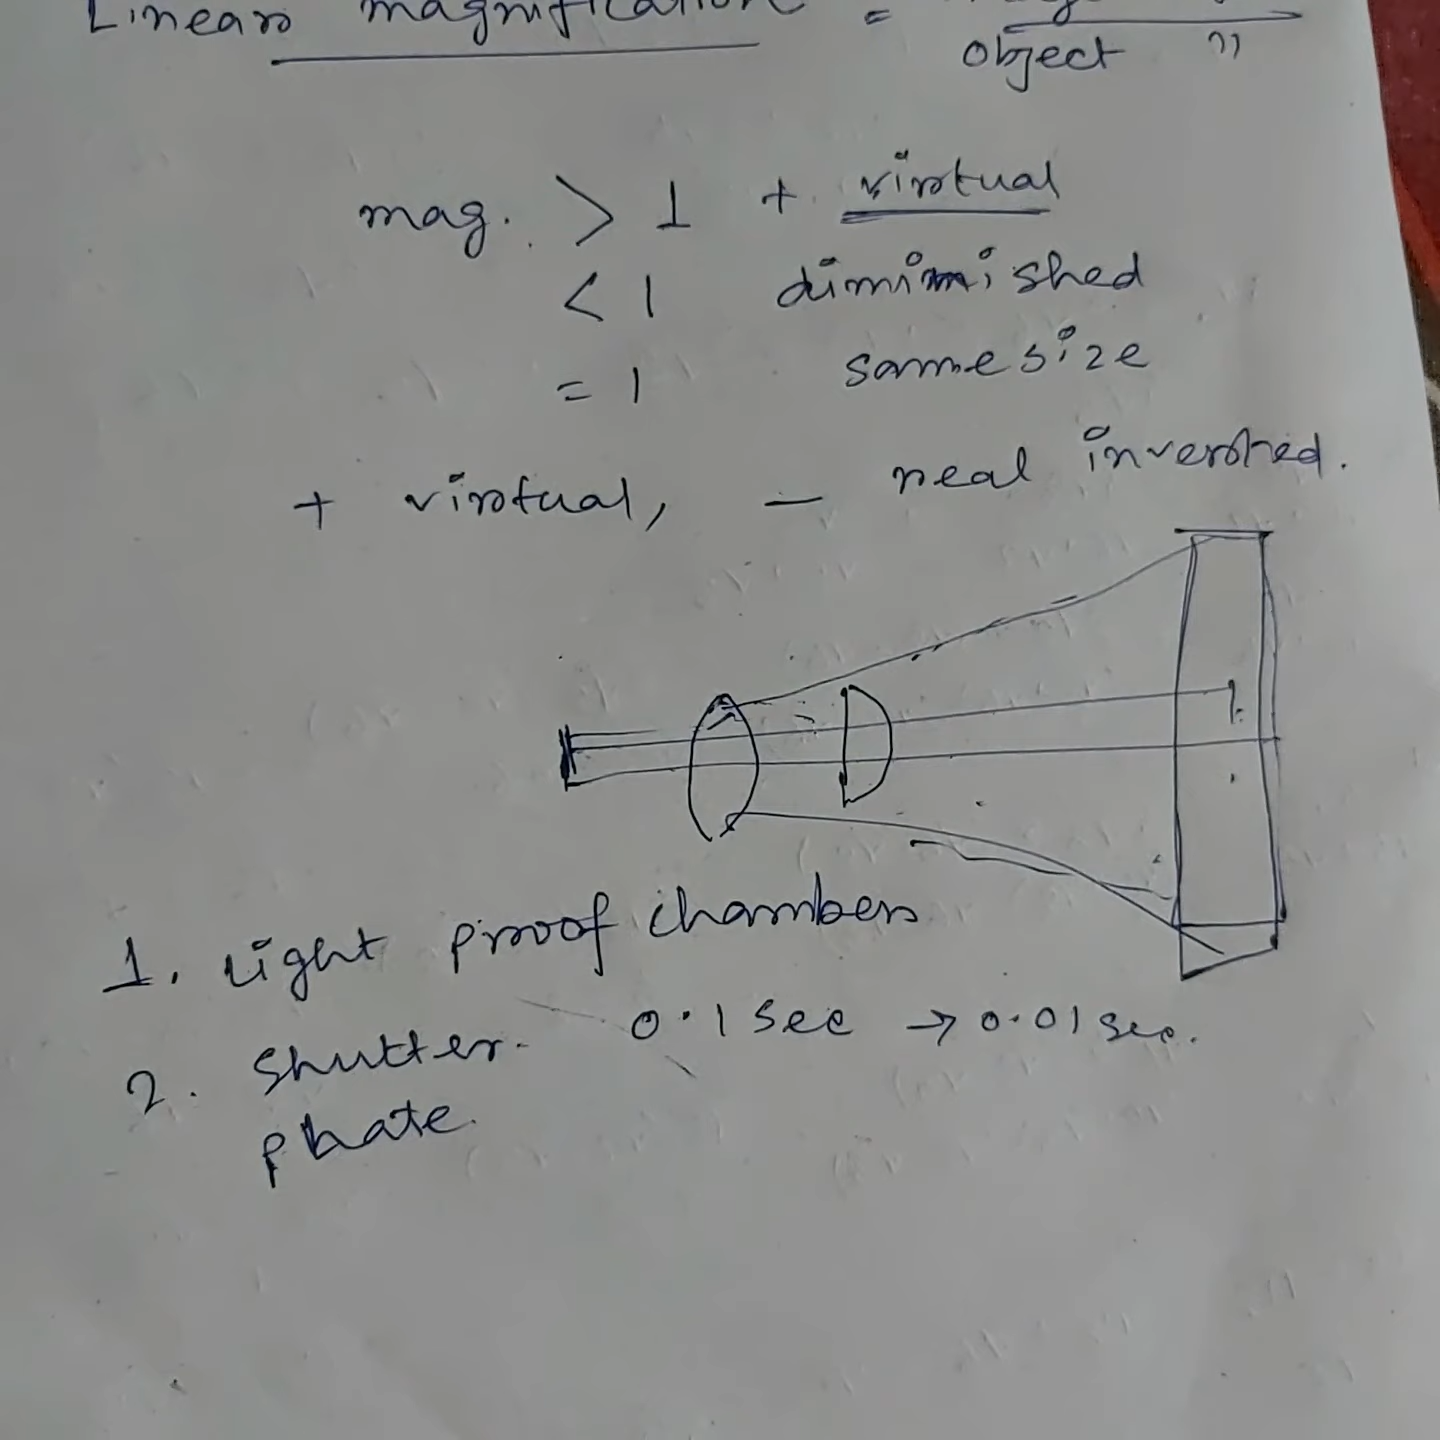 Linear magnification =
object "
mag. > 1 + virtual
< 1 diminished
= 1 same size
+ virtual, – real inverted.
1. Light proof chamber
2. Shutter. 0.1 sec → 0.01 sec.
plate.